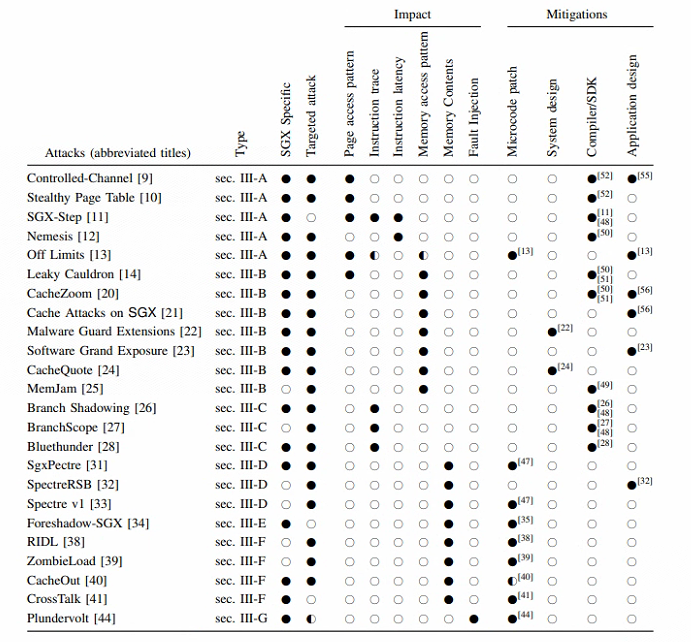 Impact Mitigations
Attacks (abbreviated titles) Type SGX Specific Targeted attack Page access pattern Instruction trace Instruction latency Memory access pattern Memory Contents Fault Injection Microcode patch System design Compiler/SDK Application design
Controlled-Channel [9] sec. III-A ● ● ● ○ ○ ○ ○ ○ ○ ○ ●[52] ●[55]
Stealthy Page Table [10] sec. III-A ● ● ● ○ ○ ○ ○ ○ ○ ○ ●[52] ○
SGX-Step [11] sec. III-A ● ○ ● ● ● ○ ○ ○ ○ ○ ●[11][48] ○
Nemesis [12] sec. III-A ● ● ○ ○ ● ○ ○ ○ ○ ○ ●[50] ○
Off Limits [13] sec. III-A ● ● ● ◐ ○ ◐ ○ ○ ●[13] ○ ○ ●[13]
Leaky Cauldron [14] sec. III-B ● ● ● ○ ○ ● ○ ○ ○ ○ ●[50][51] ○
CacheZoom [20] sec. III-B ● ● ○ ○ ○ ● ○ ○ ○ ○ ●[50][51] ●[56]
Cache Attacks on SGX [21] sec. III-B ● ● ○ ○ ○ ● ○ ○ ○ ○ ○ ●[56]
Malware Guard Extensions [22] sec. III-B ● ● ○ ○ ○ ● ○ ○ ○ ●[22] ○ ○
Software Grand Exposure [23] sec. III-B ● ● ○ ○ ○ ● ○ ○ ○ ○ ○ ●[23]
CacheQuote [24] sec. III-B ● ● ○ ○ ○ ● ○ ○ ○ ●[24] ○ ○
MemJam [25] sec. III-B ○ ● ○ ○ ○ ● ○ ○ ○ ○ ●[49] ○
Branch Shadowing [26] sec. III-C ● ● ○ ● ○ ○ ○ ○ ○ ○ ●[26][48] ○
BranchScope [27] sec. III-C ○ ● ○ ● ○ ○ ○ ○ ○ ○ ●[27][48] ○
Bluethunder [28] sec. III-C ● ● ○ ● ○ ○ ○ ○ ○ ○ ●[28] ○
SgxPectre [31] sec. III-D ● ● ○ ○ ○ ○ ● ○ ●[47] ○ ○ ○
SpectreRSB [32] sec. III-D ○ ● ○ ○ ○ ○ ● ○ ○ ○ ○ ●[32]
Spectre v1 [33] sec. III-D ○ ● ○ ○ ○ ○ ● ○ ●[47] ○ ○ ○
Foreshadow-SGX [34] sec. III-E ● ○ ○ ○ ○ ○ ● ○ ●[35] ○ ○ ○
RIDL [38] sec. III-F ○ ● ○ ○ ○ ○ ● ○ ●[38] ○ ○ ○
ZombieLoad [39] sec. III-F ○ ● ○ ○ ○ ○ ● ○ ●[39] ○ ○ ○
CacheOut [40] sec. III-F ● ● ○ ○ ○ ○ ● ○ ◐[40] ○ ○ ○
CrossTalk [41] sec. III-F ● ○ ○ ○ ○ ○ ● ○ ●[41] ○ ○ ○
Plundervolt [44] sec. III-G ● ◐ ○ ○ ○ ○ ○ ● ●[44] ○ ○ ○